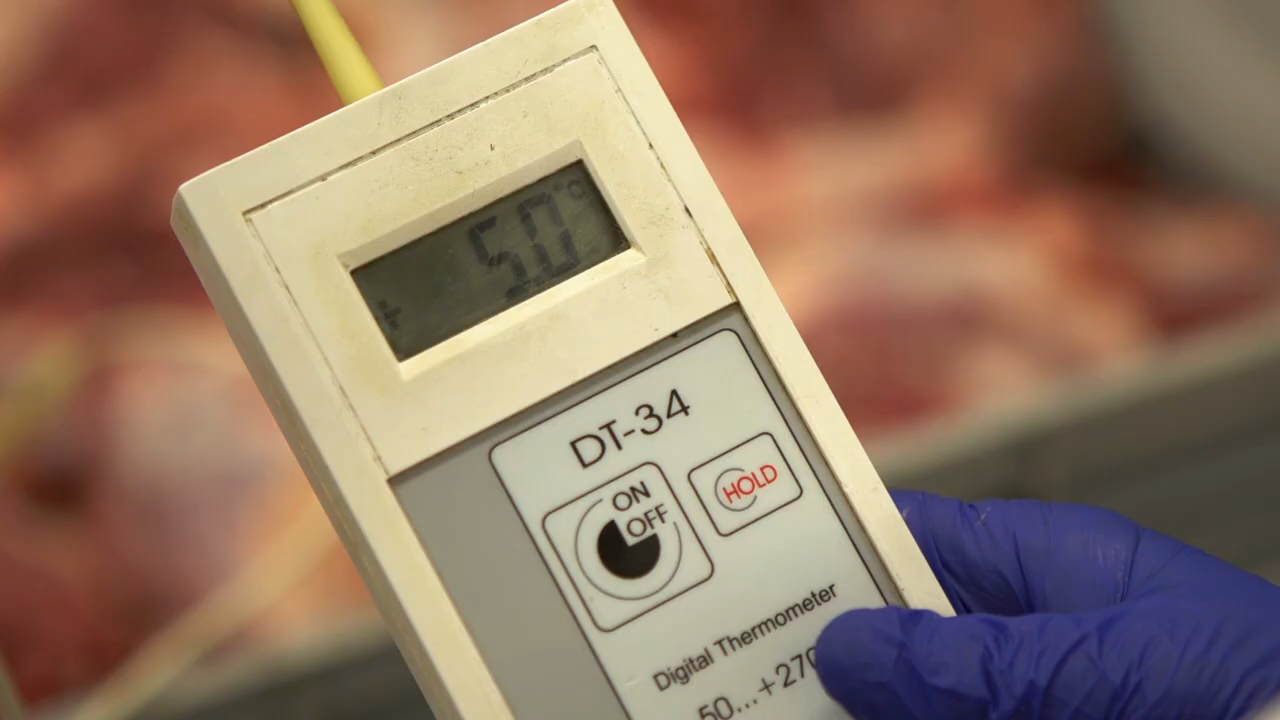 5.0 °C
DT-34
ON
OFF
HOLD
Digital Thermometer
50...+270